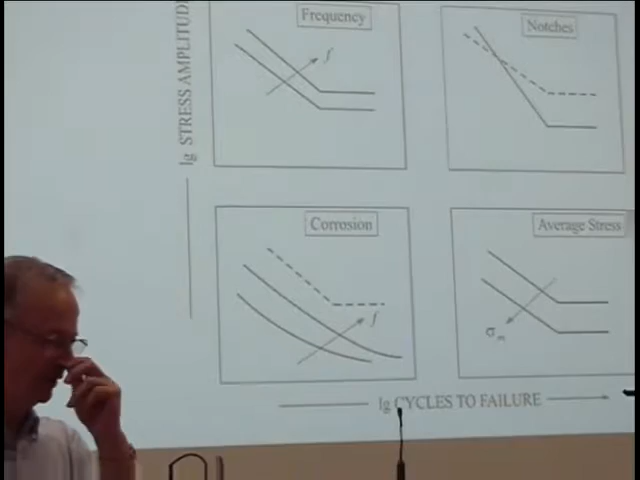 lg STRESS AMPLITUDE
Frequency
f
Notches
Corrosion
f
Average Stress
σm
lg CYCLES TO FAILURE